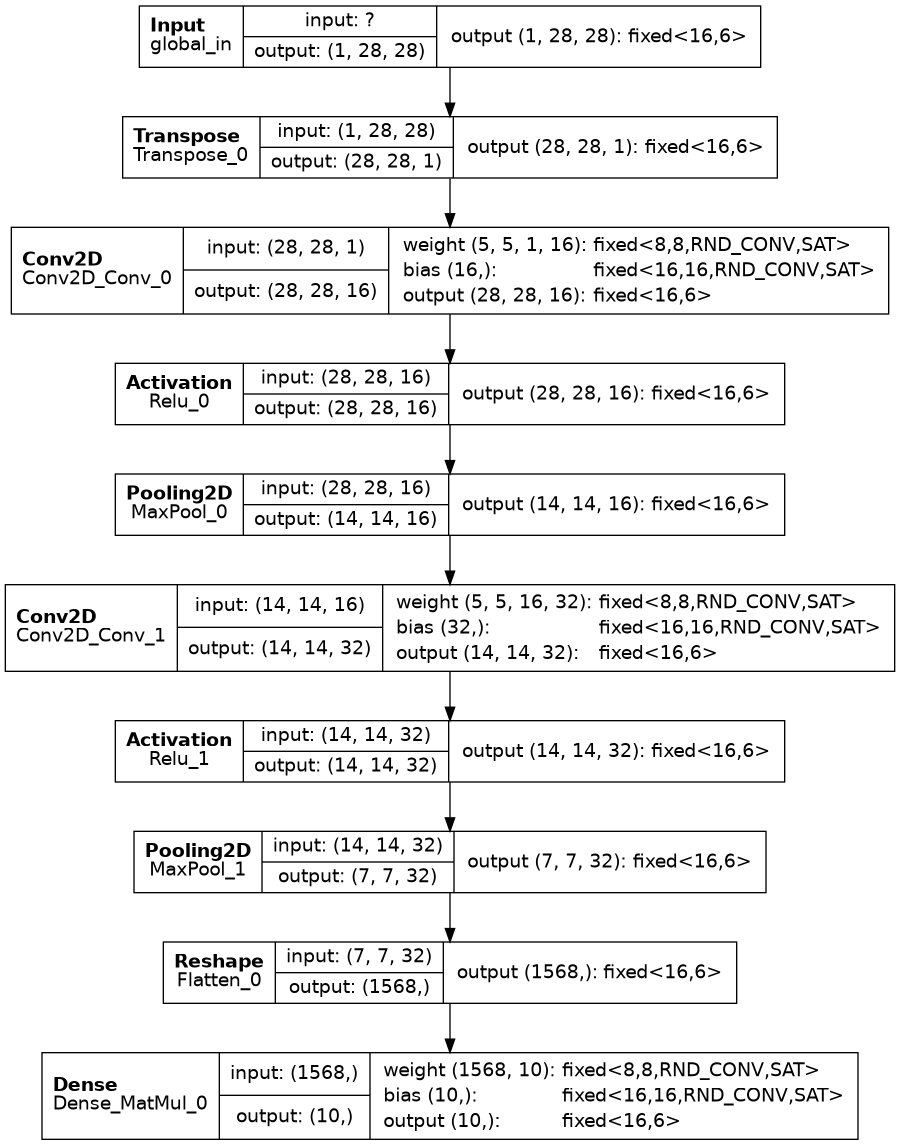 Input
global_in
input: ?
output: (1, 28, 28)
output (1, 28, 28): fixed<16,6>
Transpose
Transpose_0
input: (1, 28, 28)
output: (28, 28, 1)
output (28, 28, 1): fixed<16,6>
Conv2D
Conv2D_Conv_0
input: (28, 28, 1)
output: (28, 28, 16)
weight (5, 5, 1, 16): fixed<8,8,RND_CONV,SAT>
bias (16,): fixed<16,16,RND_CONV,SAT>
output (28, 28, 16): fixed<16,6>
Activation
Relu_0
input: (28, 28, 16)
output: (28, 28, 16)
output (28, 28, 16): fixed<16,6>
Pooling2D
MaxPool_0
input: (28, 28, 16)
output: (14, 14, 16)
output (14, 14, 16): fixed<16,6>
Conv2D
Conv2D_Conv_1
input: (14, 14, 16)
output: (14, 14, 32)
weight (5, 5, 16, 32): fixed<8,8,RND_CONV,SAT>
bias (32,): fixed<16,16,RND_CONV,SAT>
output (14, 14, 32): fixed<16,6>
Activation
Relu_1
input: (14, 14, 32)
output: (14, 14, 32)
output (14, 14, 32): fixed<16,6>
Pooling2D
MaxPool_1
input: (14, 14, 32)
output: (7, 7, 32)
output (7, 7, 32): fixed<16,6>
Reshape
Flatten_0
input: (7, 7, 32)
output: (1568,)
output (1568,): fixed<16,6>
Dense
Dense_MatMul_0
input: (1568,)
output: (10,)
weight (1568, 10): fixed<8,8,RND_CONV,SAT>
bias (10,): fixed<16,16,RND_CONV,SAT>
output (10,): fixed<16,6>